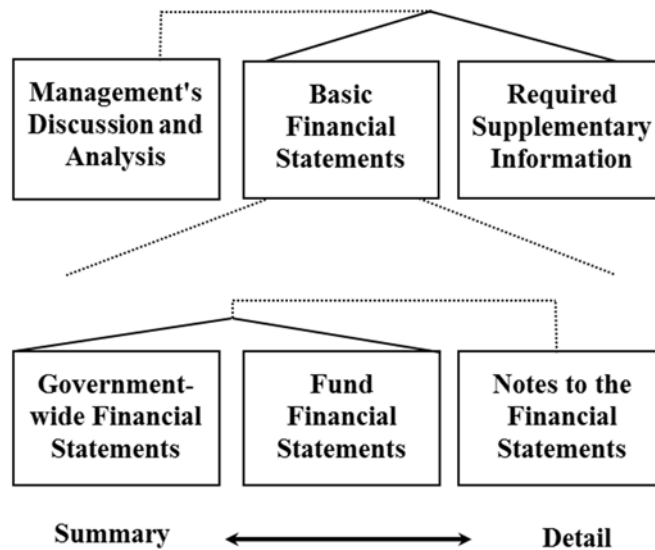 Management's
Discussion and
Analysis
Basic
Financial
Statements
Required
Supplementary
Information
Government-
wide Financial
Statements
Fund
Financial
Statements
Notes to the
Financial
Statements
Summary
Detail